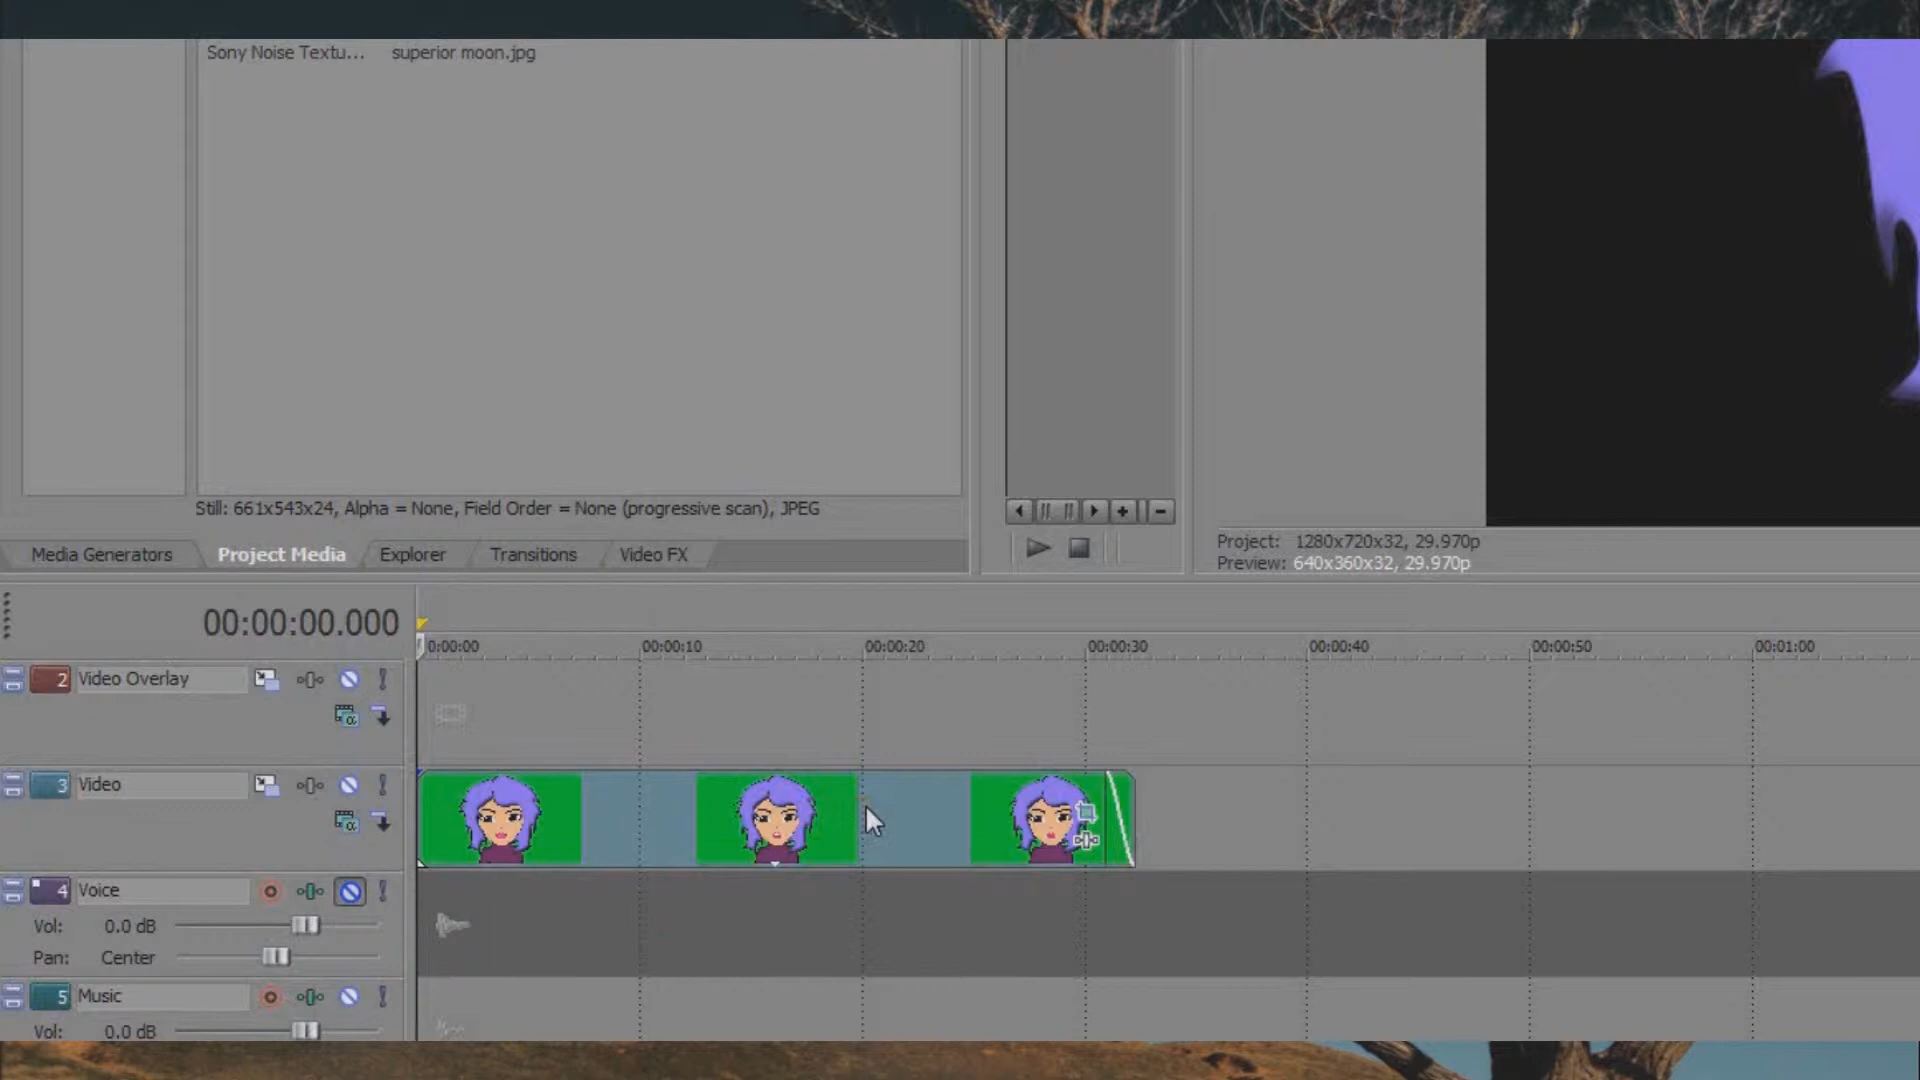 Sony Noise Textu... superior moon.jpg
Still: 661x543x24, Alpha = None, Field Order = None (progressive scan), JPEG
Media Generators Project Media Explorer Transitions Video FX
Project: 1280x720x32, 29.970p
Preview: 640x360x32, 29.970p
00:00:00.000
0:00:00 00:00:10 00:00:20 00:00:30 00:00:40 00:00:50 00:01:00
2 Video Overlay
3 Video
4 Voice
Vol: 0.0 dB
Pan: Center
5 Music
Vol: 0.0 dB